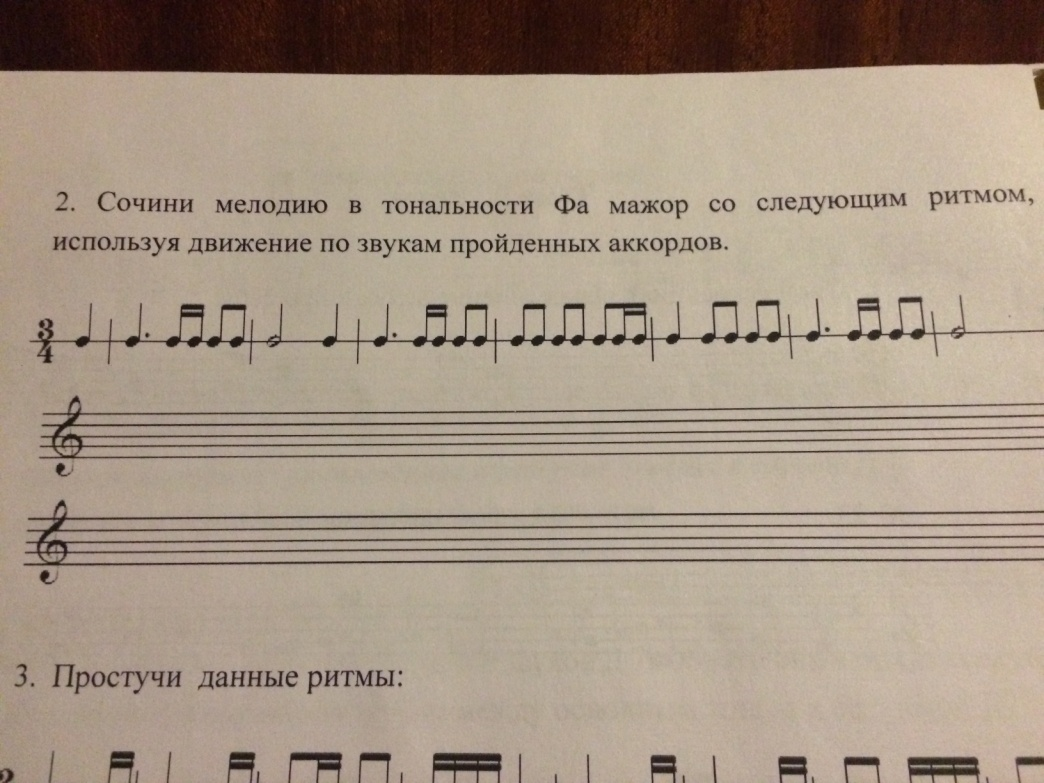 2. Сочини мелодию в тональности Фа мажор со следующим ритмом,
используя движение по звукам пройденных аккордов.
3
4
3. Простучи данные ритмы: